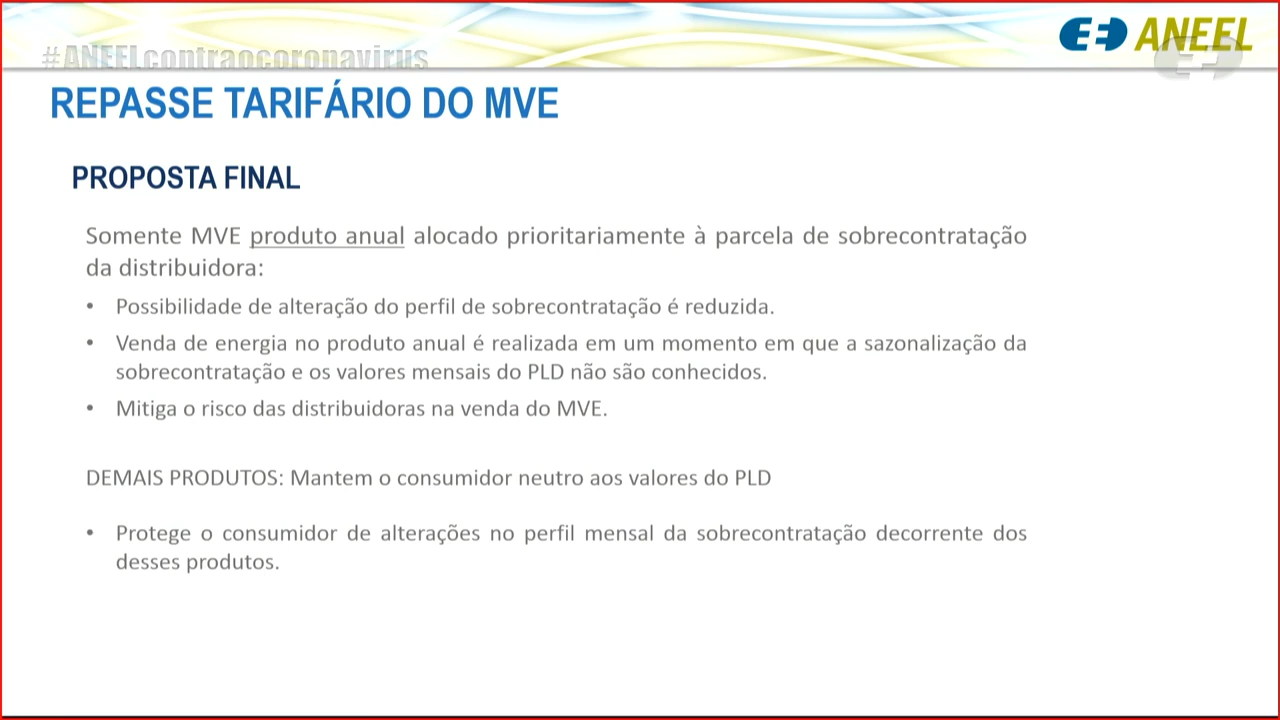 #ANEELcontraocoronavirus
ANEEL
REPASSE TARIFÁRIO DO MVE
PROPOSTA FINAL
Somente MVE produto anual alocado prioritariamente à parcela de sobrecontratação
da distribuidora:
• Possibilidade de alteração do perfil de sobrecontratação é reduzida.
• Venda de energia no produto anual é realizada em um momento em que a sazonalização da
sobrecontratação e os valores mensais do PLD não são conhecidos.
• Mitiga o risco das distribuidoras na venda do MVE.
DEMAIS PRODUTOS: Mantem o consumidor neutro aos valores do PLD
• Protege o consumidor de alterações no perfil mensal da sobrecontratação decorrente dos
desses produtos.